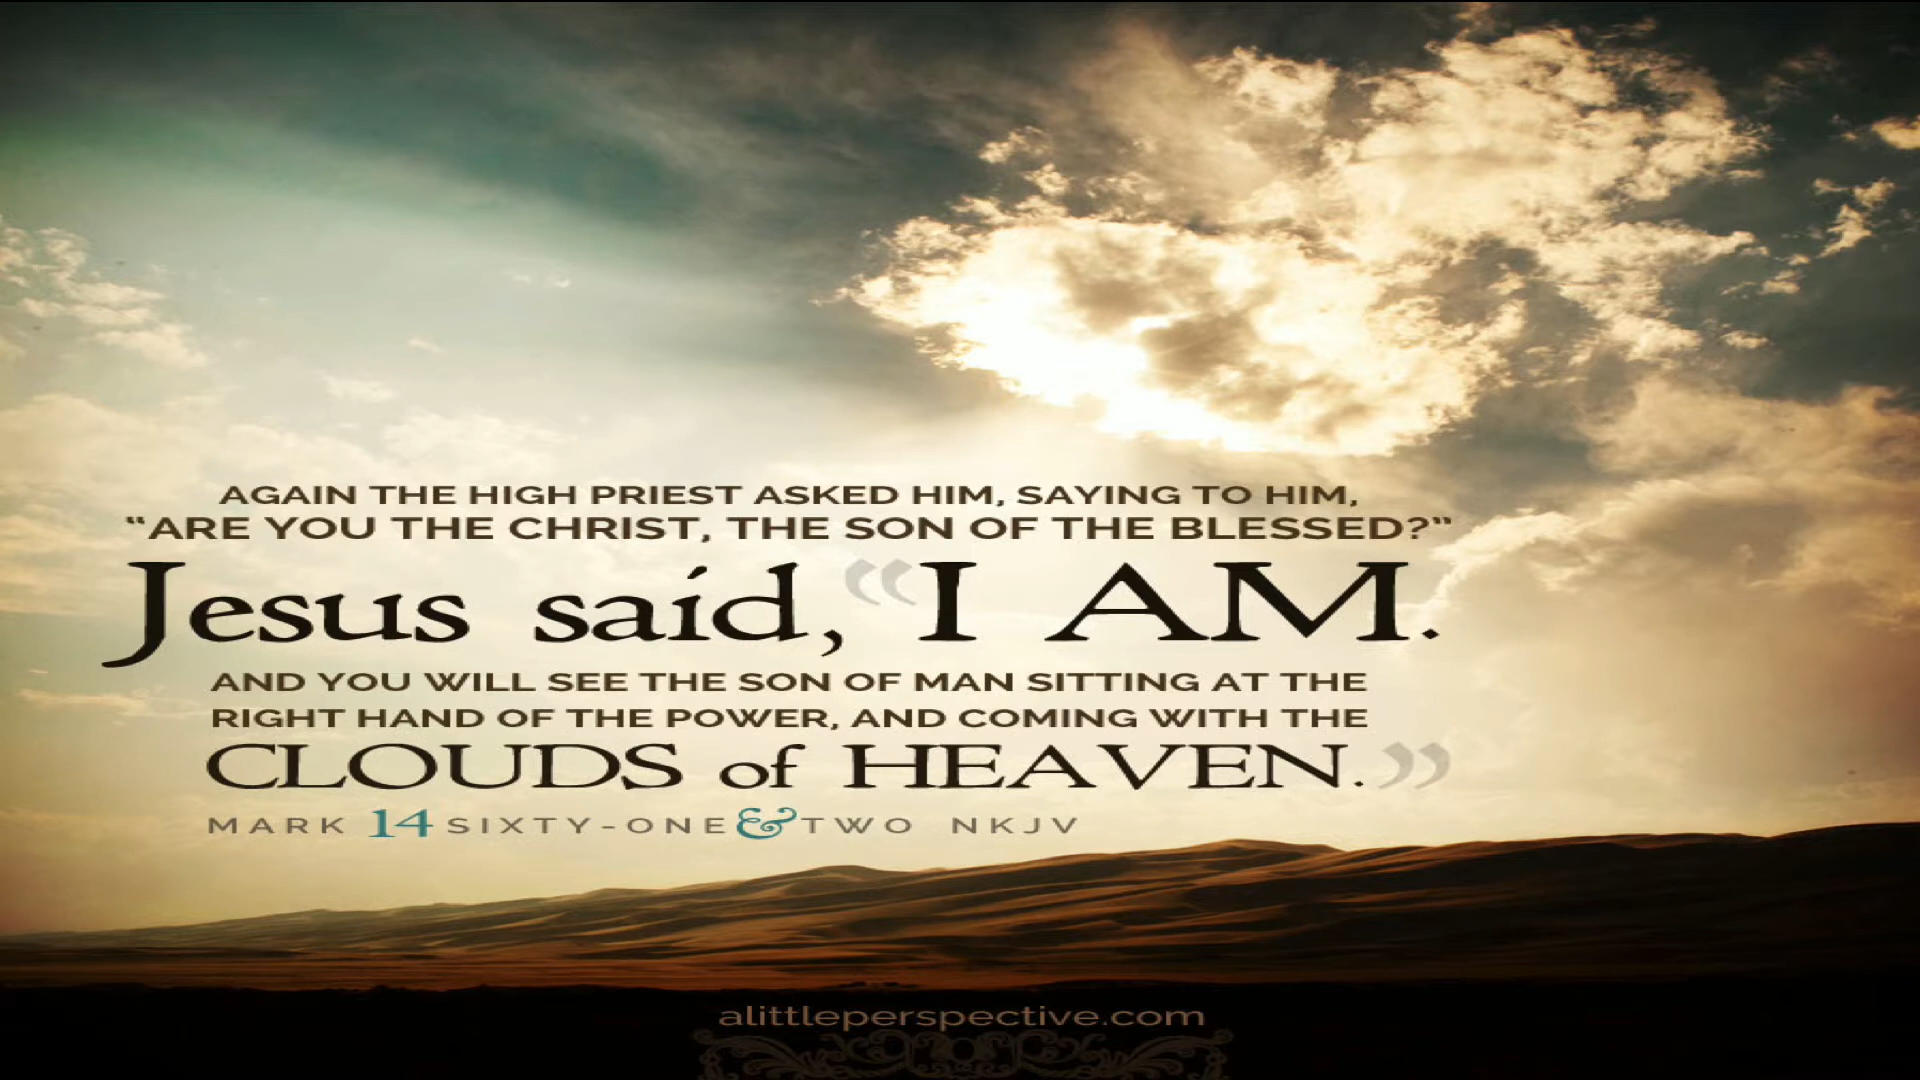 AGAIN THE HIGH PRIEST ASKED HIM, SAYING TO HIM,
“ARE YOU THE CHRIST, THE SON OF THE BLESSED?”
Jesus said, “I AM.
AND YOU WILL SEE THE SON OF MAN SITTING AT THE
RIGHT HAND OF THE POWER, AND COMING WITH THE
CLOUDS of HEAVEN.”
MARK 14 SIXTY-ONE & TWO NKJV
alittleperspective.com